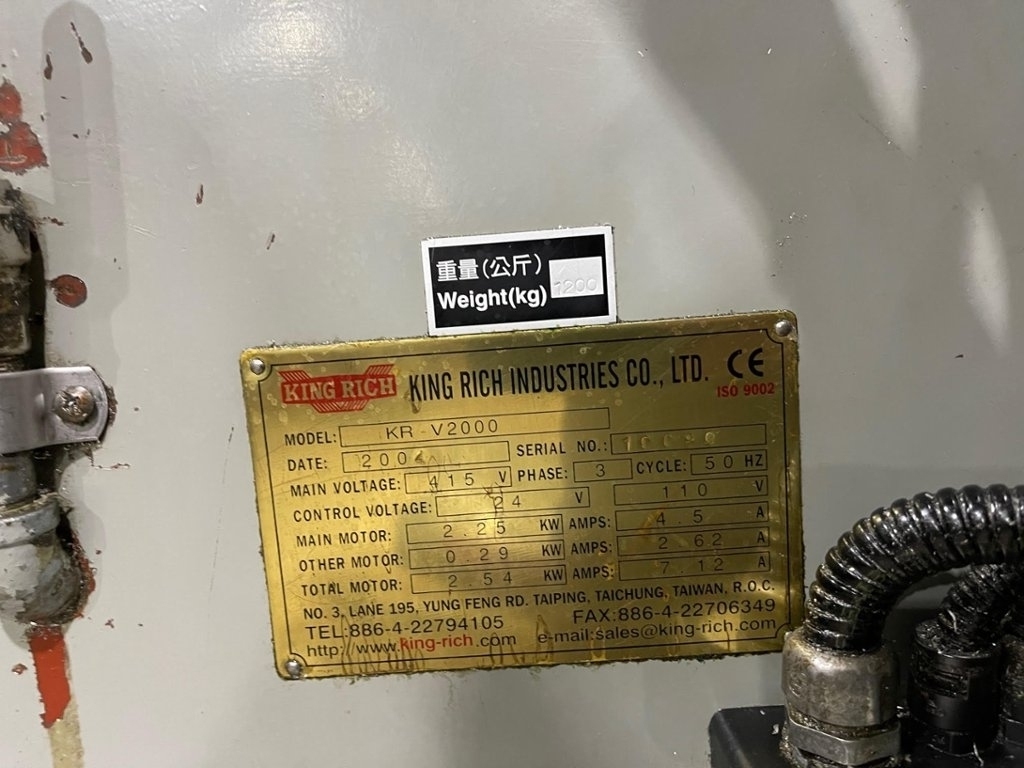 重量(公斤)
Weight(kg) 1200
KING RICH KING RICH INDUSTRIES CO., LTD. CE
ISO 9002
MODEL: KR-V2000
DATE: 2004 SERIAL NO.:
MAIN VOLTAGE: 415 V PHASE: 3 CYCLE: 50 HZ
CONTROL VOLTAGE: 24 V 110 V
MAIN MOTOR: 2.25 KW AMPS: 4.5 A
OTHER MOTOR: 0.29 KW AMPS: 2.62 A
TOTAL MOTOR: 2.54 KW AMPS: 7.12 A
NO. 3, LANE 195, YUNG FENG RD. TAIPING, TAICHUNG, TAIWAN, R.O.C.
TEL:886-4-22794105 FAX:886-4-22706349
http://www.king-rich.com e-mail:sales@king-rich.com